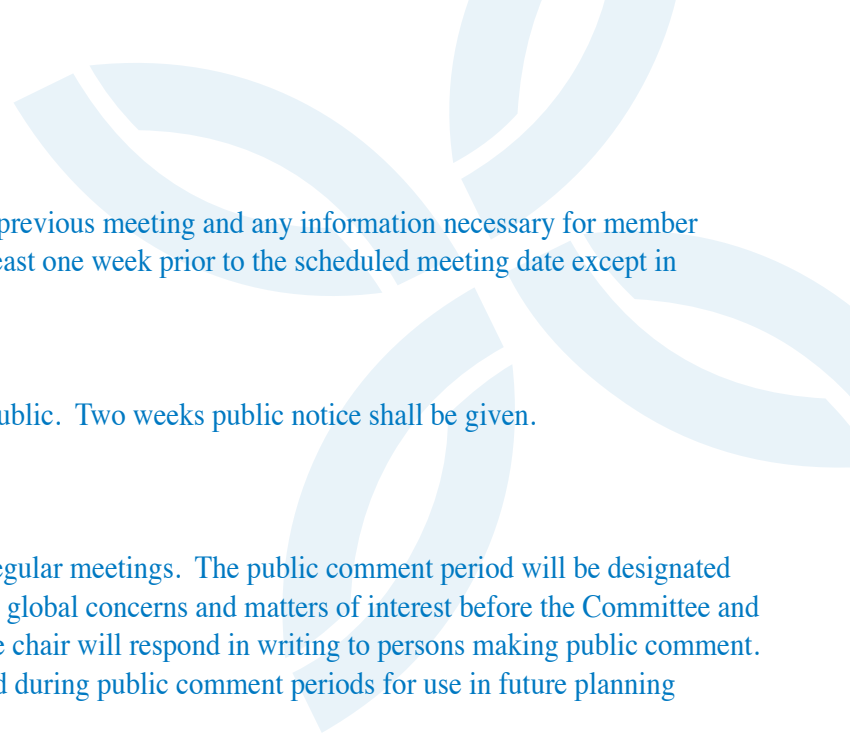 previous meeting and any information necessary for member
east one week prior to the scheduled meeting date except in
ublic.  Two weeks public notice shall be given.
egular meetings.  The public comment period will be designated
global concerns and matters of interest before the Committee and
e chair will respond in writing to persons making public comment.
d during public comment periods for use in future planning